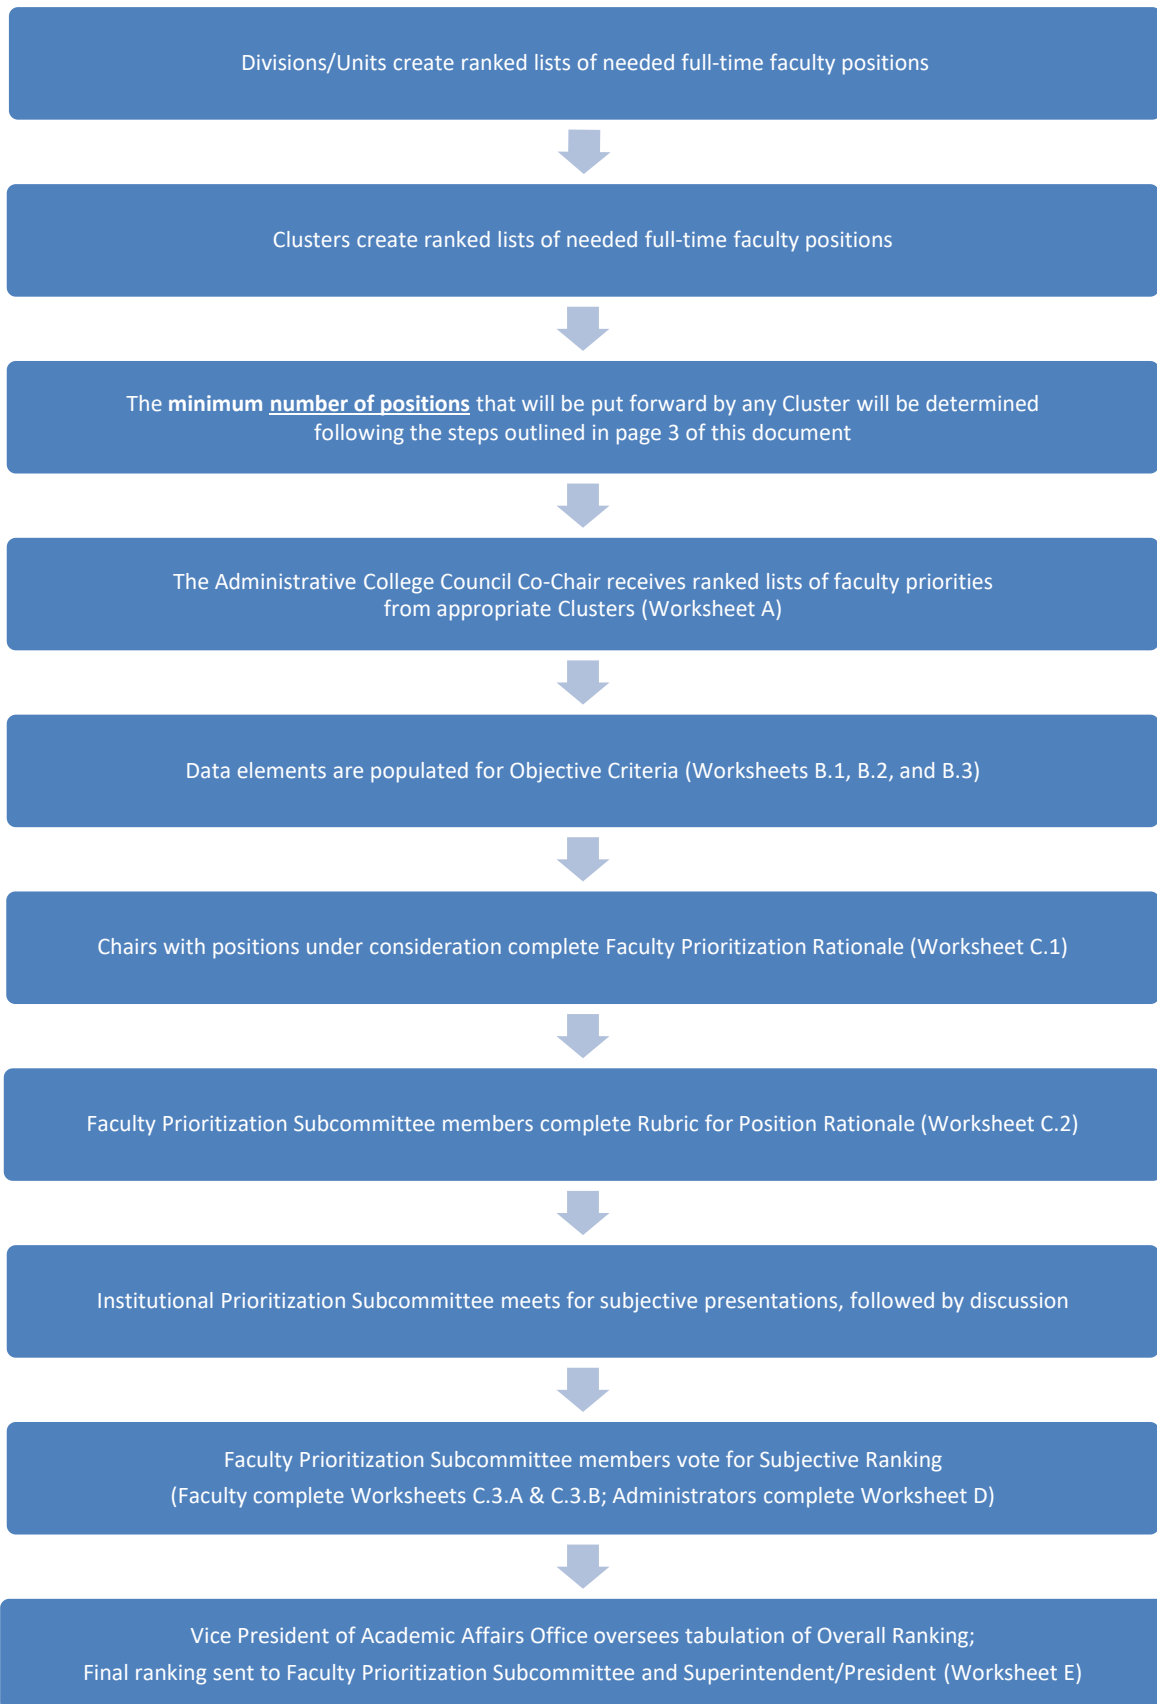 Divisions/Units create ranked lists of needed full-time faculty positions
Clusters create ranked lists of needed full-time faculty positions
The minimum number of positions that will be put forward by any Cluster will be determined
following the steps outlined in page 3 of this document
The Administrative College Council Co-Chair receives ranked lists of faculty priorities
from appropriate Clusters (Worksheet A)
Data elements are populated for Objective Criteria (Worksheets B.1, B.2, and B.3)
Chairs with positions under consideration complete Faculty Prioritization Rationale (Worksheet C.1)
Faculty Prioritization Subcommittee members complete Rubric for Position Rationale (Worksheet C.2)
Institutional Prioritization Subcommittee meets for subjective presentations, followed by discussion
Faculty Prioritization Subcommittee members vote for Subjective Ranking
(Faculty complete Worksheets C.3.A & C.3.B; Administrators complete Worksheet D)
Vice President of Academic Affairs Office oversees tabulation of Overall Ranking;
Final ranking sent to Faculty Prioritization Subcommittee and Superintendent/President (Worksheet E)